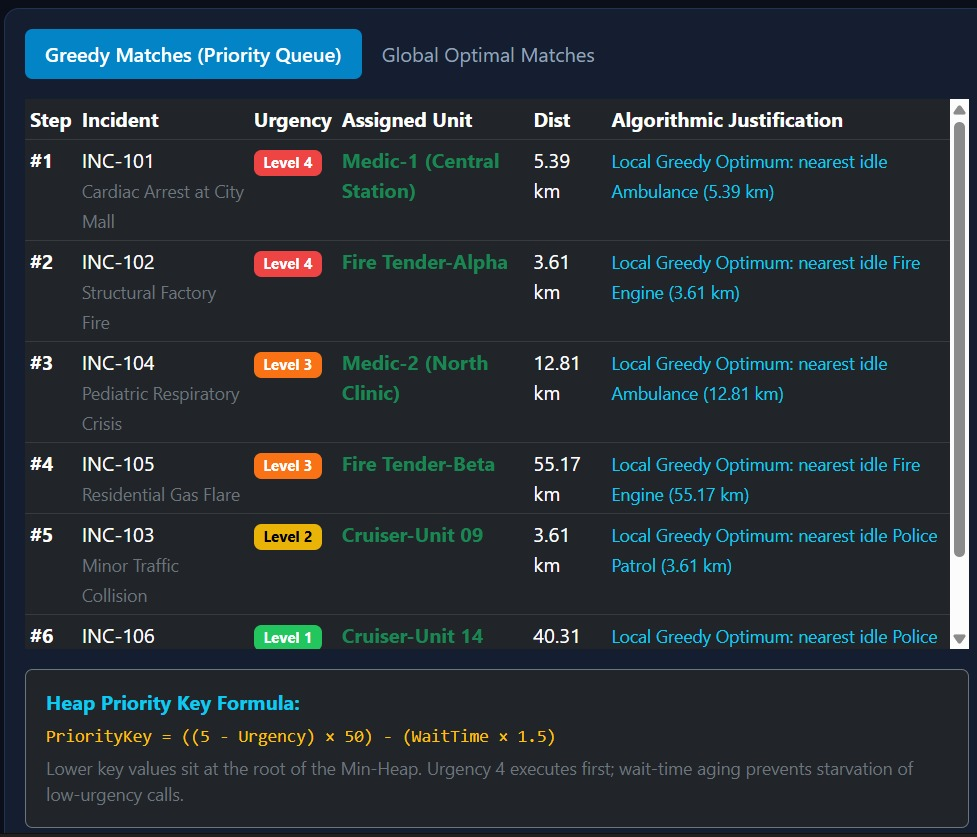 Greedy Matches (Priority Queue) Global Optimal Matches
Step Incident Urgency Assigned Unit Dist Algorithmic Justification
#1 INC-101 Level 4 Medic-1 (Central 5.39 Local Greedy Optimum: nearest idle
Cardiac Arrest at City Station) km Ambulance (5.39 km)
Mall
#2 INC-102 Level 4 Fire Tender-Alpha 3.61 Local Greedy Optimum: nearest idle Fire
Structural Factory km Engine (3.61 km)
Fire
#3 INC-104 Level 3 Medic-2 (North 12.81 Local Greedy Optimum: nearest idle
Pediatric Respiratory Clinic) km Ambulance (12.81 km)
Crisis
#4 INC-105 Level 3 Fire Tender-Beta 55.17 Local Greedy Optimum: nearest idle Fire
Residential Gas Flare km Engine (55.17 km)
#5 INC-103 Level 2 Cruiser-Unit 09 3.61 Local Greedy Optimum: nearest idle Police
Minor Traffic km Patrol (3.61 km)
Collision
#6 INC-106 Level 1 Cruiser-Unit 14 40.31 Local Greedy Optimum: nearest idle Police
Heap Priority Key Formula:
PriorityKey = ((5 - Urgency) × 50) - (WaitTime × 1.5)
Lower key values sit at the root of the Min-Heap. Urgency 4 executes first; wait-time aging prevents starvation of
low-urgency calls.